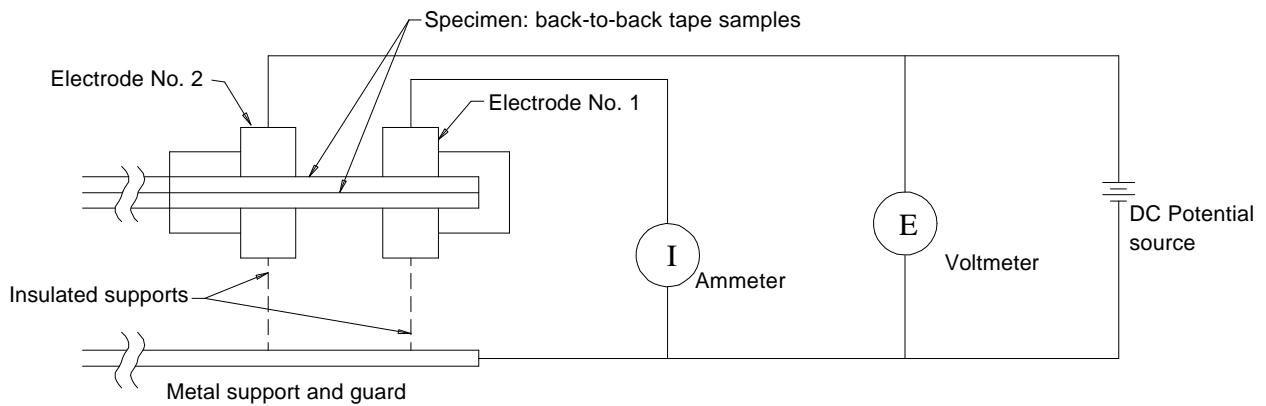 Specimen: back-to-back tape samples
Electrode No. 2
Electrode No. 1
E
DC Potential
source
I
Voltmeter
Ammeter
Insulated supports
Metal support and guard